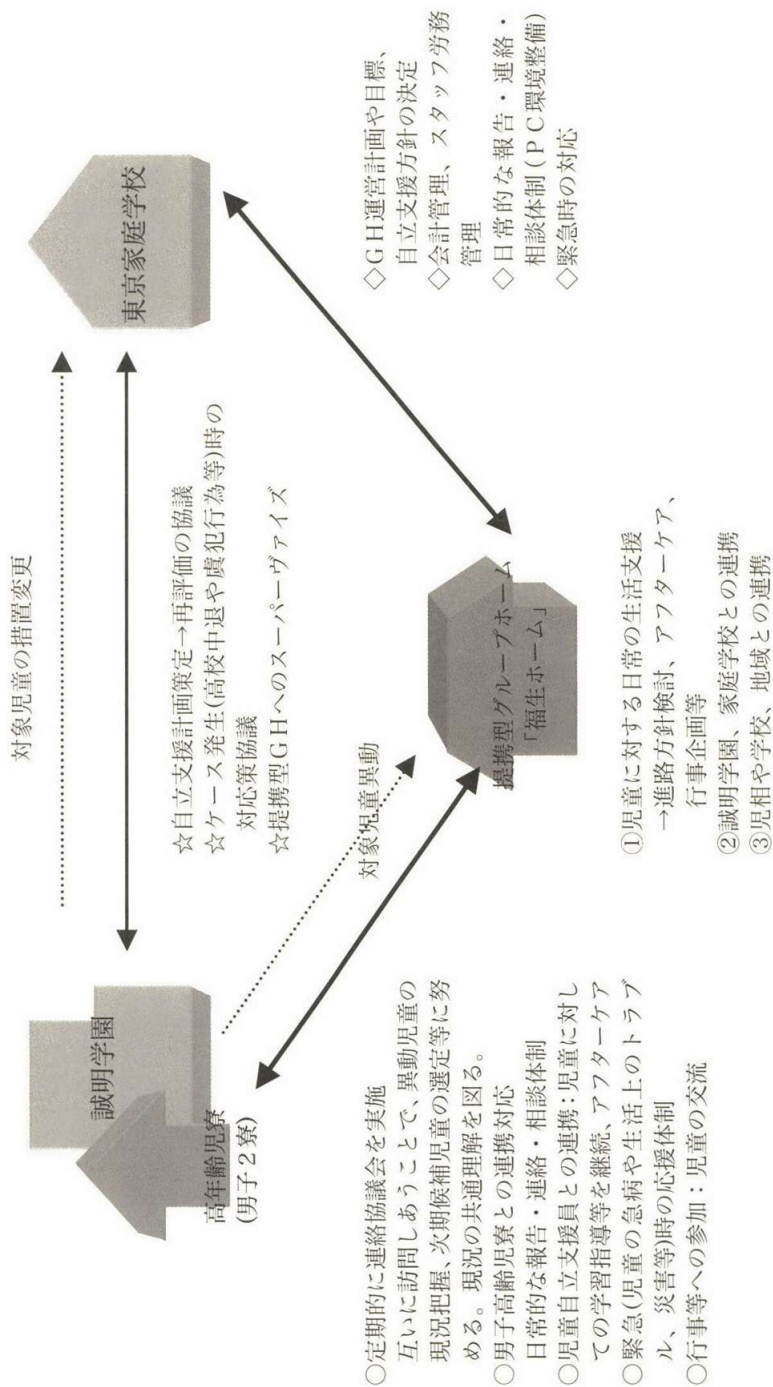 誠明学園
高年齢児寮
(男子2寮)
対象児童の措置変更
東京家庭学校
☆自立支援計画策定→再評価の協議
☆ケース発生(高校中退や虞犯行為等)時の
対応策協議
☆提携型GHへのスーパーヴァイズ
対象児童異動
提携型グループホーム
「福生ホーム」
○定期的に連絡協議会を実施
互いに訪問しあうことで、異動児童の
現況把握、次期候補児童の選定等に努
める。現況の共通理解を図る。
○男子高齢児寮との連携対応
日常的な報告・連絡・相談体制
○児童自立支援員との連携:児童に対し
ての学習指導等を継続、アフターケア
○緊急(児童の急病や生活上のトラブ
ル、災害等)時の応援体制
○行事等への参加:児童の交流
①児童に対する日常の生活支援
→進路方針検討、アフターケア、
行事企画等
②誠明学園、家庭学校との連携
③児相や学校、地域との連携
◇GH運営計画や目標、
自立支援方針の決定
◇会計管理、スタッフ労務
管理
◇日常的な報告・連絡・
相談体制(PC環境整備)
◇緊急時の対応